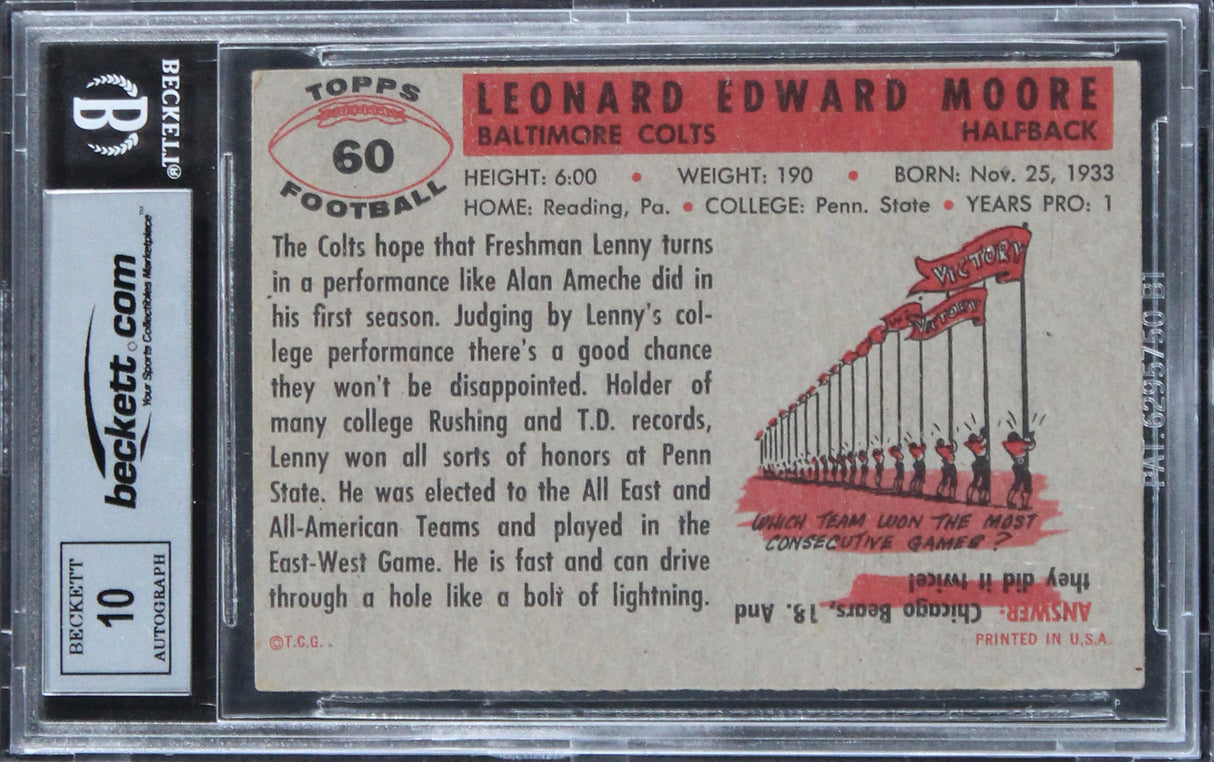 BECKETT®
B
beckett.com™
Your Sports Collectibles Marketplace
BECKETT
10
AUTOGRAPH
TOPPS
60
FOOTBALL
LEONARD EDWARD MOORE
BALTIMORE COLTS HALFBACK
HEIGHT: 6:00 • WEIGHT: 190 • BORN: Nov. 25, 1933
HOME: Reading, Pa. • COLLEGE: Penn. State • YEARS PRO: 1
The Colts hope that Freshman Lenny turns
in a performance like Alan Ameche did in
his first season. Judging by Lenny's col-
lege performance there's a good chance
they won't be disappointed. Holder of
many college Rushing and T.D. records,
Lenny won all sorts of honors at Penn
State. He was elected to the All East and
All-American Teams and played in the
East-West Game. He is fast and can drive
through a hole like a bolt of lightning.
©T.C.G.
VICTORY
VICTORY
WHICH TEAM WON THE MOST
CONSECUTIVE GAMES?
ANSWER: Chicago Bears, 18. And
they did it twice!
PRINTED IN U.S.A.